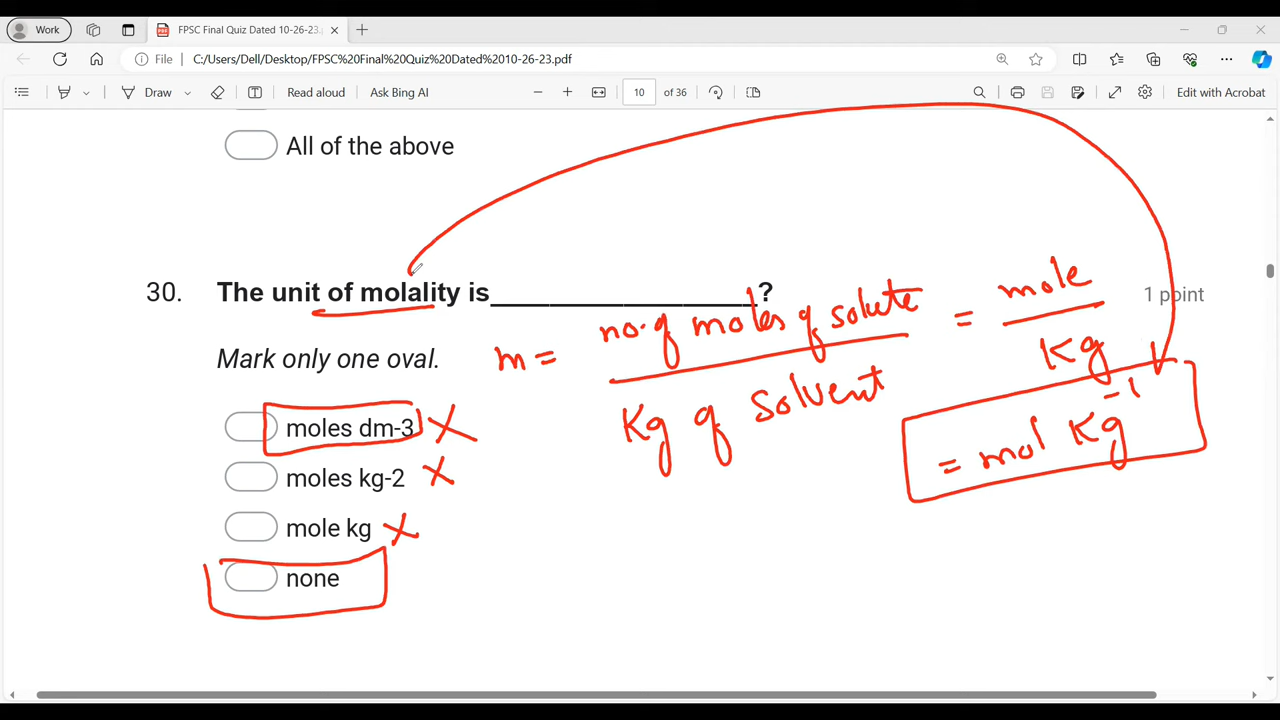 Work
FPSC Final Quiz Dated 10-26-23.
File
C:/Users/Dell/Desktop/FPSC%20Final%20Quiz%20Dated%2010-26-23.pdf
Draw
Read aloud
Ask Bing AI
10 of 36
Edit with Acrobat
All of the above
30. The unit of molality is____________________?
1 point
Mark only one oval.
moles dm-3
moles kg-2
mole kg
none
m = no. of moles of solute / Kg of solvent = mole / Kg
= mol Kg⁻¹